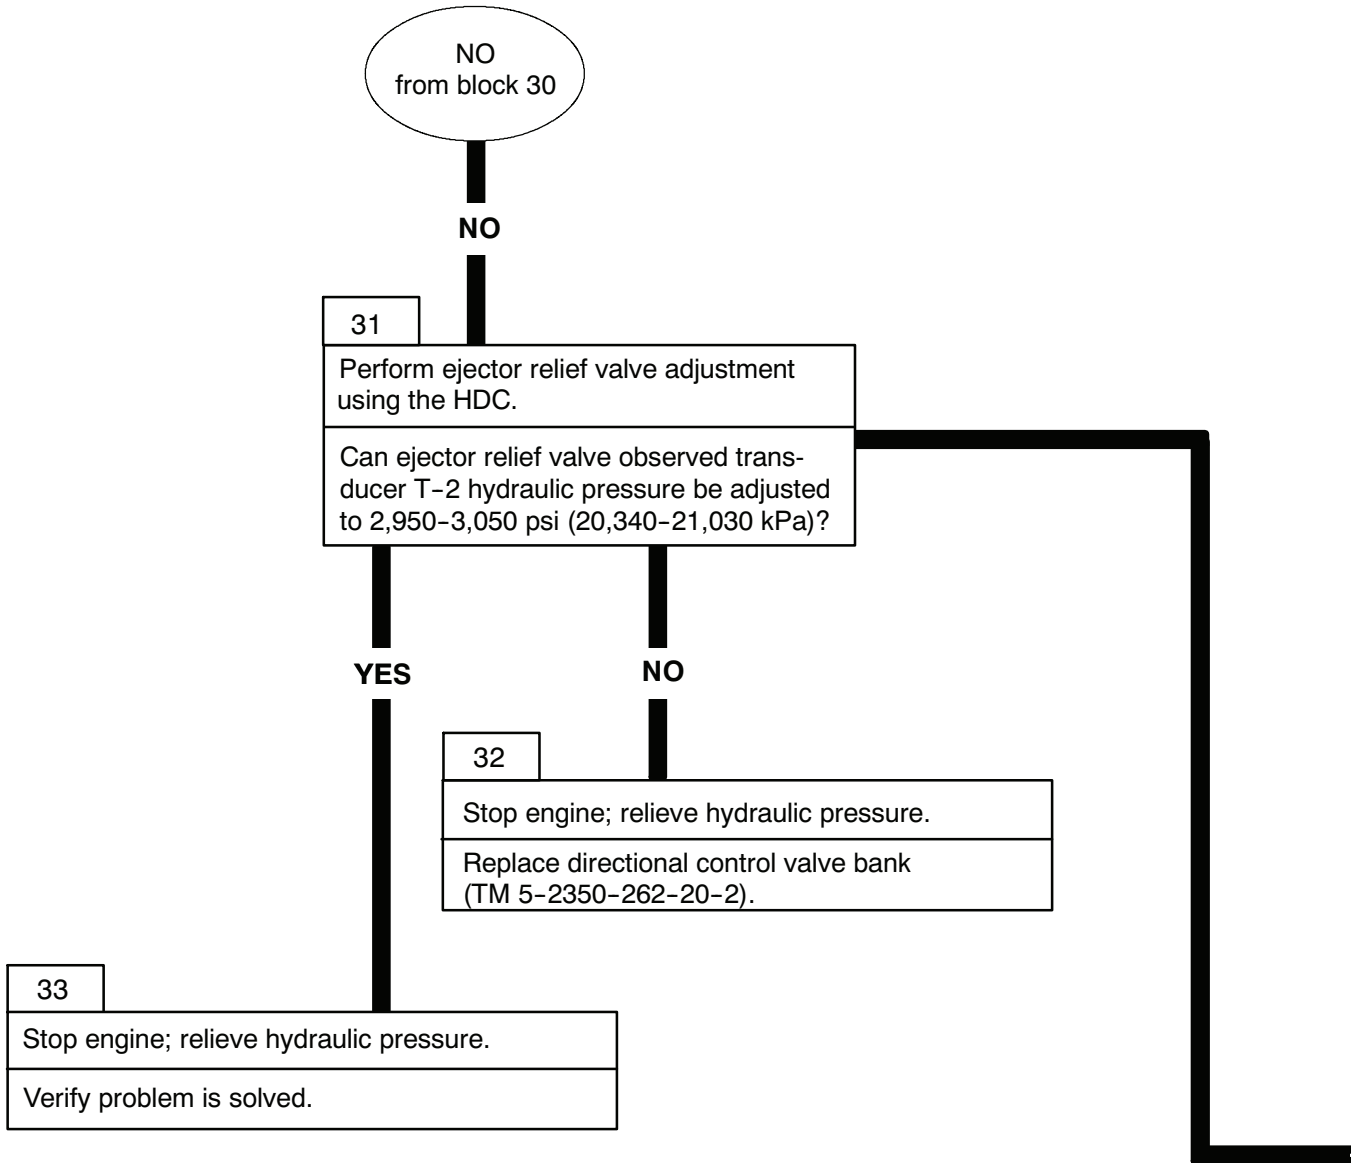 NO
from block 30
NO
31
Perform ejector relief valve adjustment
using the HDC.
Can ejector relief valve observed trans-
ducer T-2 hydraulic pressure be adjusted
to 2,950-3,050 psi (20,340-21,030 kPa)?
YES
NO
32
Stop engine; relieve hydraulic pressure.
Replace directional control valve bank
(TM 5-2350-262-20-2).
33
Stop engine; relieve hydraulic pressure.
Verify problem is solved.